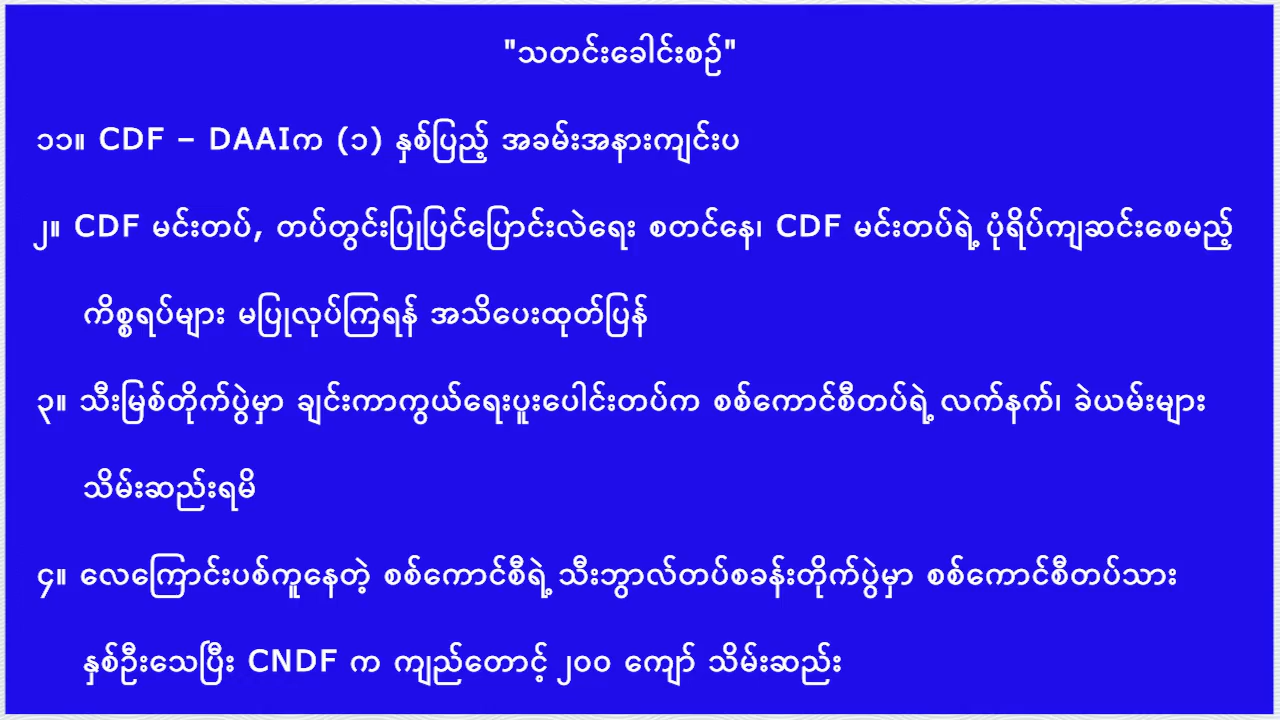 "သတင်းခေါင်းစဉ်"
၁၁။ CDF – DAAIက (၁) နှစ်ပြည့် အခမ်းအနားကျင်းပ
၂။ CDF မင်းတပ်, တပ်တွင်းပြုပြင်ပြောင်းလဲရေး စတင်နေ၊ CDF မင်းတပ်ရဲ့ ပုံရိပ်ကျဆင်းစေမည့်
ကိစ္စရပ်များ မပြုလုပ်ကြရန် အသိပေးထုတ်ပြန်
၃။ သီးမြစ်တိုက်ပွဲမှာ ချင်းကာကွယ်ရေးပူးပေါင်းတပ်က စစ်ကောင်စီတပ်ရဲ့ လက်နက်၊ ခဲယမ်းများ
သိမ်းဆည်းရမိ
၄။ လေကြောင်းပစ်ကူနေတဲ့ စစ်ကောင်စီရဲ့ သီးဘွာလ်တပ်စခန်းတိုက်ပွဲမှာ စစ်ကောင်စီတပ်သား
နှစ်ဦးသေပြီး CNDF က ကျည်တောင့် ၂၀၀ ကျော် သိမ်းဆည်း